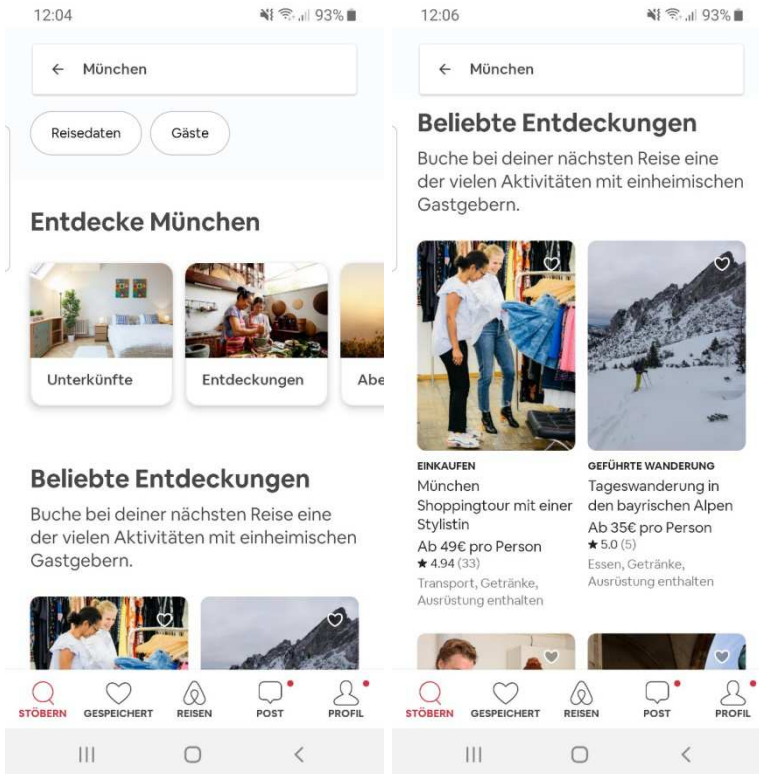 12:04
93%
München
Reisedaten
Gäste
Entdecke München
Unterkünfte
Entdeckungen
Abe
Beliebte Entdeckungen
Buche bei deiner nächsten Reise eine
der vielen Aktivitäten mit einheimischen
Gastgebern.
STÖBERN
GESPEICHERT
REISEN
POST
PROFIL
12:06
93%
München
Beliebte Entdeckungen
Buche bei deiner nächsten Reise eine
der vielen Aktivitäten mit einheimischen
Gastgebern.
EINKAUFEN
München
Shoppingtour mit einer
Stylistin
Ab 49€ pro Person
★ 4.94 (33)
Transport, Getränke,
Ausrüstung enthalten
GEFÜHRTE WANDERUNG
Tageswanderung in
den bayrischen Alpen
Ab 35€ pro Person
★ 5.0 (5)
Essen, Getränke,
Ausrüstung enthalten
STÖBERN
GESPEICHERT
REISEN
POST
PROFIL